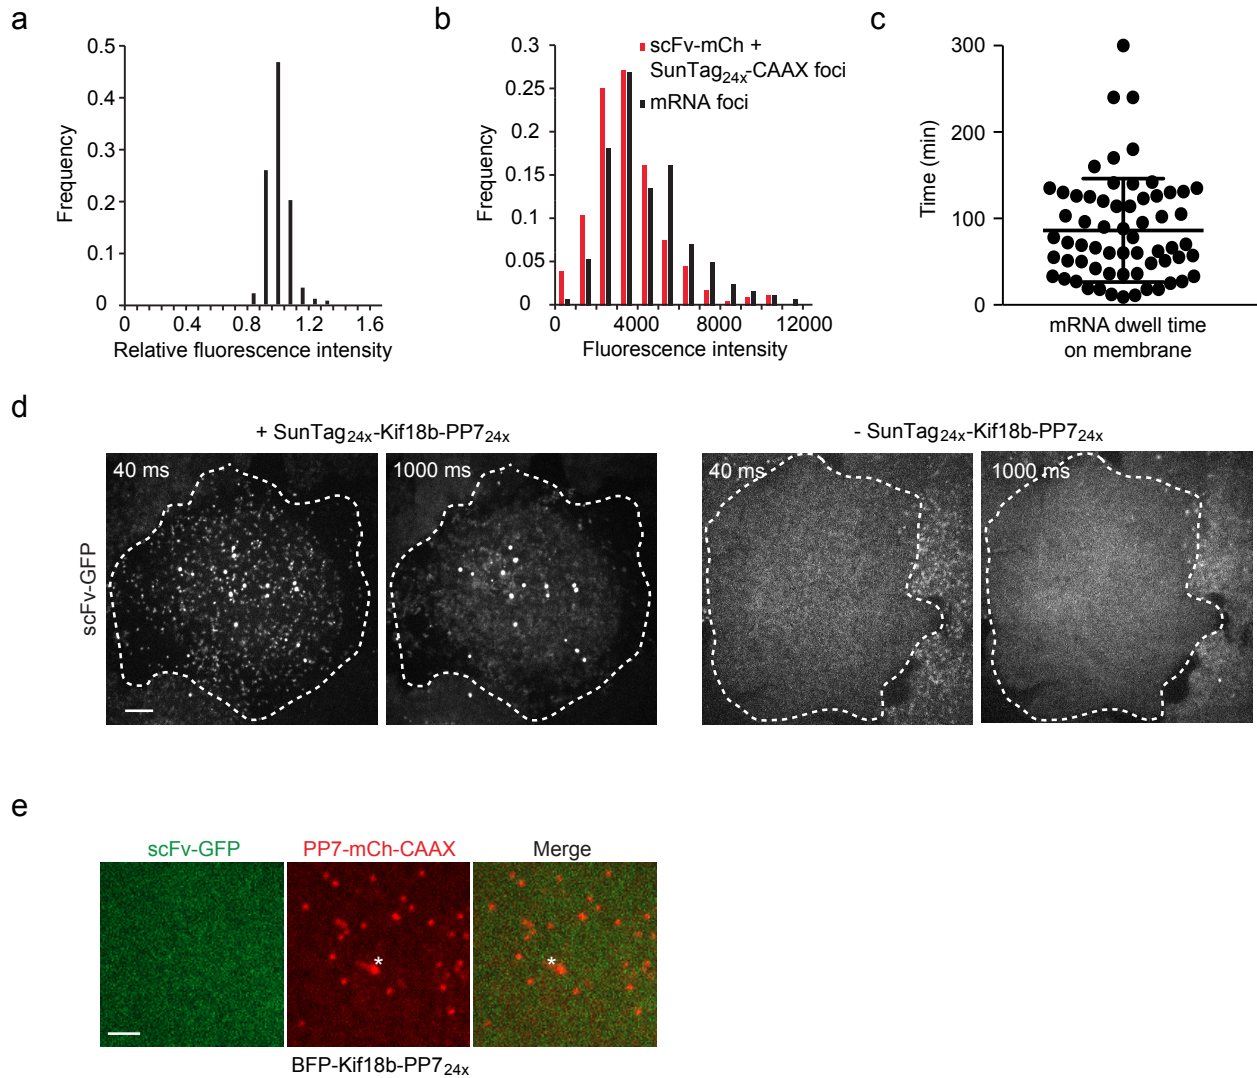 a
0.5
0.4
0.3
0.2
0.1
0
Frequency
0 0.4 0.8 1.2 1.6
Relative fluorescence intensity
b
0.3
0.25
0.2
0.15
0.1
0.05
0
Frequency
scFv-mCh +
SunTag24x-CAAX foci
mRNA foci
4000 8000 12000
Fluorescence intensity
c
300
200
100
0
Time (min)
mRNA dwell time
on membrane
d
+ SunTag24x-Kif18b-PP724x
- SunTag24x-Kif18b-PP724x
scFv-GFP
40 ms
1000 ms
40 ms
1000 ms
e
scFv-GFP
PP7-mCh-CAAX
Merge
*
*
BFP-Kif18b-PP724x